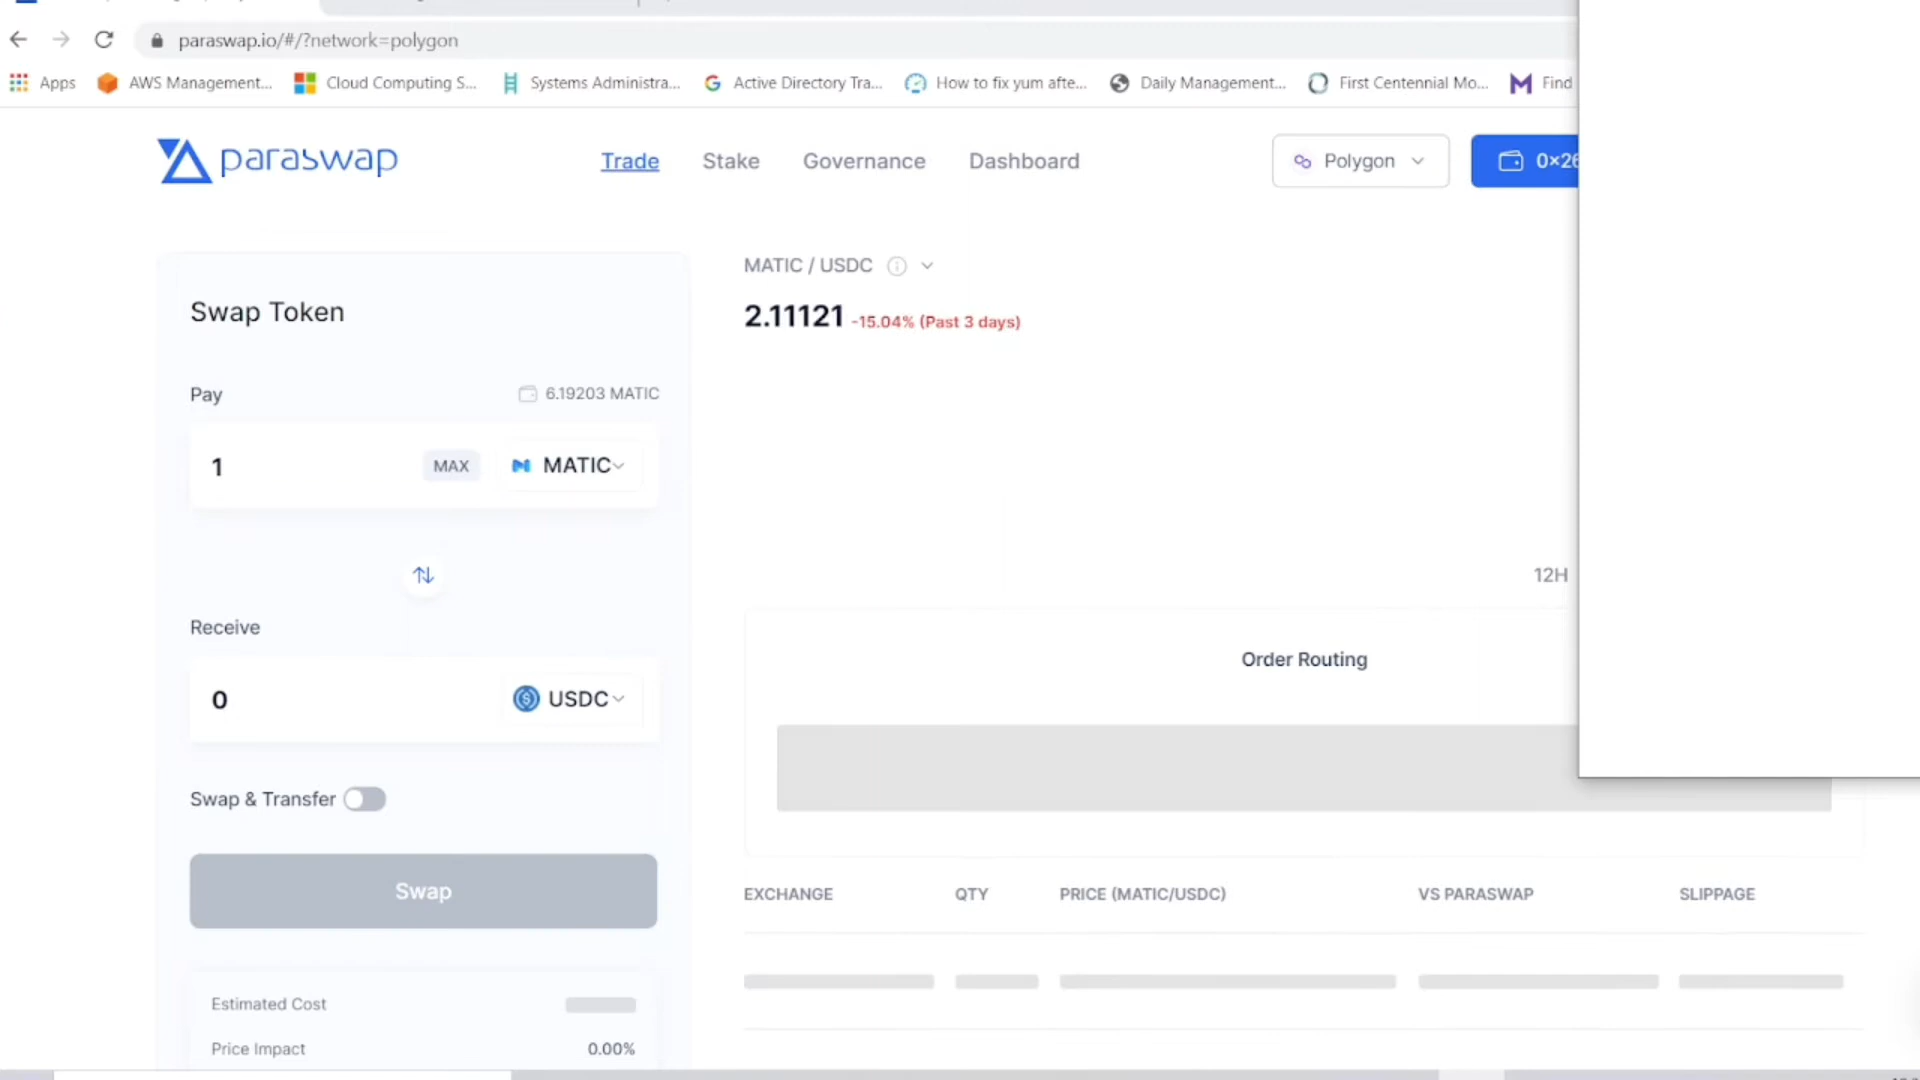 paraswap.io/#/?network=polygon
Apps AWS Management... Cloud Computing S... Systems Administra... Active Directory Tra... How to fix yum afte... Daily Management... First Centennial Mo... Find
paraswap Trade Stake Governance Dashboard Polygon 0×26
MATIC / USDC
2.11121 -15.04% (Past 3 days)
Swap Token
Pay 6.19203 MATIC
1 MAX MATIC
Receive
0 USDC
Swap & Transfer
Swap
Estimated Cost
Price Impact 0.00%
12H
Order Routing
EXCHANGE QTY PRICE (MATIC/USDC) VS PARASWAP SLIPPAGE